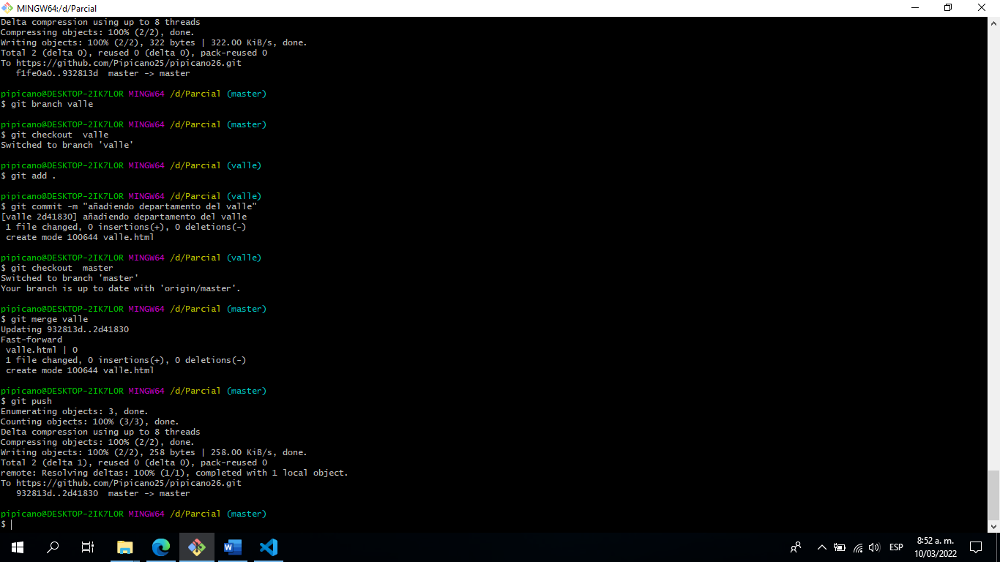 MINGW64:/d/Parcial
Delta compression using up to 8 threads
Compressing objects: 100% (2/2), done.
Writing objects: 100% (2/2), 322 bytes | 322.00 KiB/s, done.
Total 2 (delta 0), reused 0 (delta 0), pack-reused 0
To https://github.com/Pipicano25/pipicano26.git
   f1fe0a0..932813d  master -> master

pipicano@DESKTOP-2IK7LOR MINGW64 /d/Parcial (master)
$ git branch valle

pipicano@DESKTOP-2IK7LOR MINGW64 /d/Parcial (master)
$ git checkout  valle
Switched to branch 'valle'

pipicano@DESKTOP-2IK7LOR MINGW64 /d/Parcial (valle)
$ git add .

pipicano@DESKTOP-2IK7LOR MINGW64 /d/Parcial (valle)
$ git commit -m "añadiendo departamento del valle"
[valle 2d41830] añadiendo departamento del valle
 1 file changed, 0 insertions(+), 0 deletions(-)
 create mode 100644 valle.html

pipicano@DESKTOP-2IK7LOR MINGW64 /d/Parcial (valle)
$ git checkout  master
Switched to branch 'master'
Your branch is up to date with 'origin/master'.

pipicano@DESKTOP-2IK7LOR MINGW64 /d/Parcial (master)
$ git merge valle
Updating 932813d..2d41830
Fast-forward
 valle.html | 0
 1 file changed, 0 insertions(+), 0 deletions(-)
 create mode 100644 valle.html

pipicano@DESKTOP-2IK7LOR MINGW64 /d/Parcial (master)
$ git push
Enumerating objects: 3, done.
Counting objects: 100% (3/3), done.
Delta compression using up to 8 threads
Compressing objects: 100% (2/2), done.
Writing objects: 100% (2/2), 258 bytes | 258.00 KiB/s, done.
Total 2 (delta 1), reused 0 (delta 0), pack-reused 0
remote: Resolving deltas: 100% (1/1), completed with 1 local object.
To https://github.com/Pipicano25/pipicano26.git
   932813d..2d41830  master -> master

pipicano@DESKTOP-2IK7LOR MINGW64 /d/Parcial (master)
$
ESP
8:52 a. m.
10/03/2022